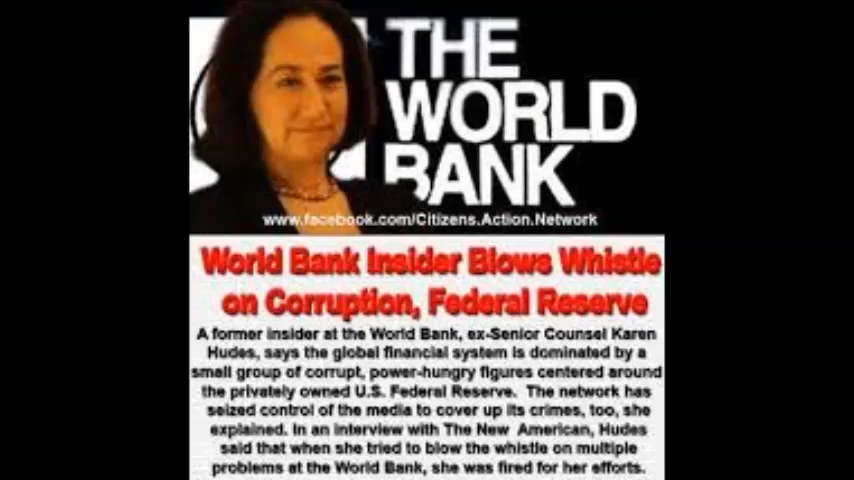 THE
WORLD
BANK
www.facebook.com/Citizens.Action.Network
World Bank Insider Blows Whistle
on Corruption, Federal Reserve
A former insider at the World Bank, ex-Senior Counsel Karen
Hudes, says the global financial system is dominated by a
small group of corrupt, power-hungry figures centered around
the privately owned U.S. Federal Reserve. The network has
seized control of the media to cover up its crimes, too, she
explained. In an interview with The New American, Hudes
said that when she tried to blow the whistle on multiple
problems at the World Bank, she was fired for her efforts.